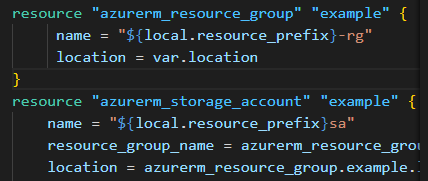 resource "azurerm_resource_group" "example" {
name = "${local.resource_prefix}-rg"
location = var.location
}
resource "azurerm_storage_account" "example" {
name = "${local.resource_prefix}sa"
resource_group_name = azurerm_resource_grou
location = azurerm_resource_group.example.